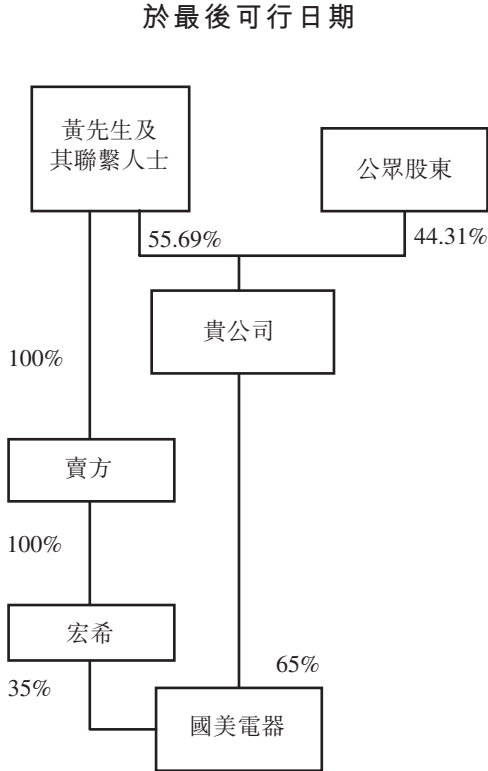 於最後可行日期
黃先生及
其聯繫人士
公眾股東
55.69%
44.31%
貴公司
100%
賣方
100%
宏希
65%
35%
國美電器